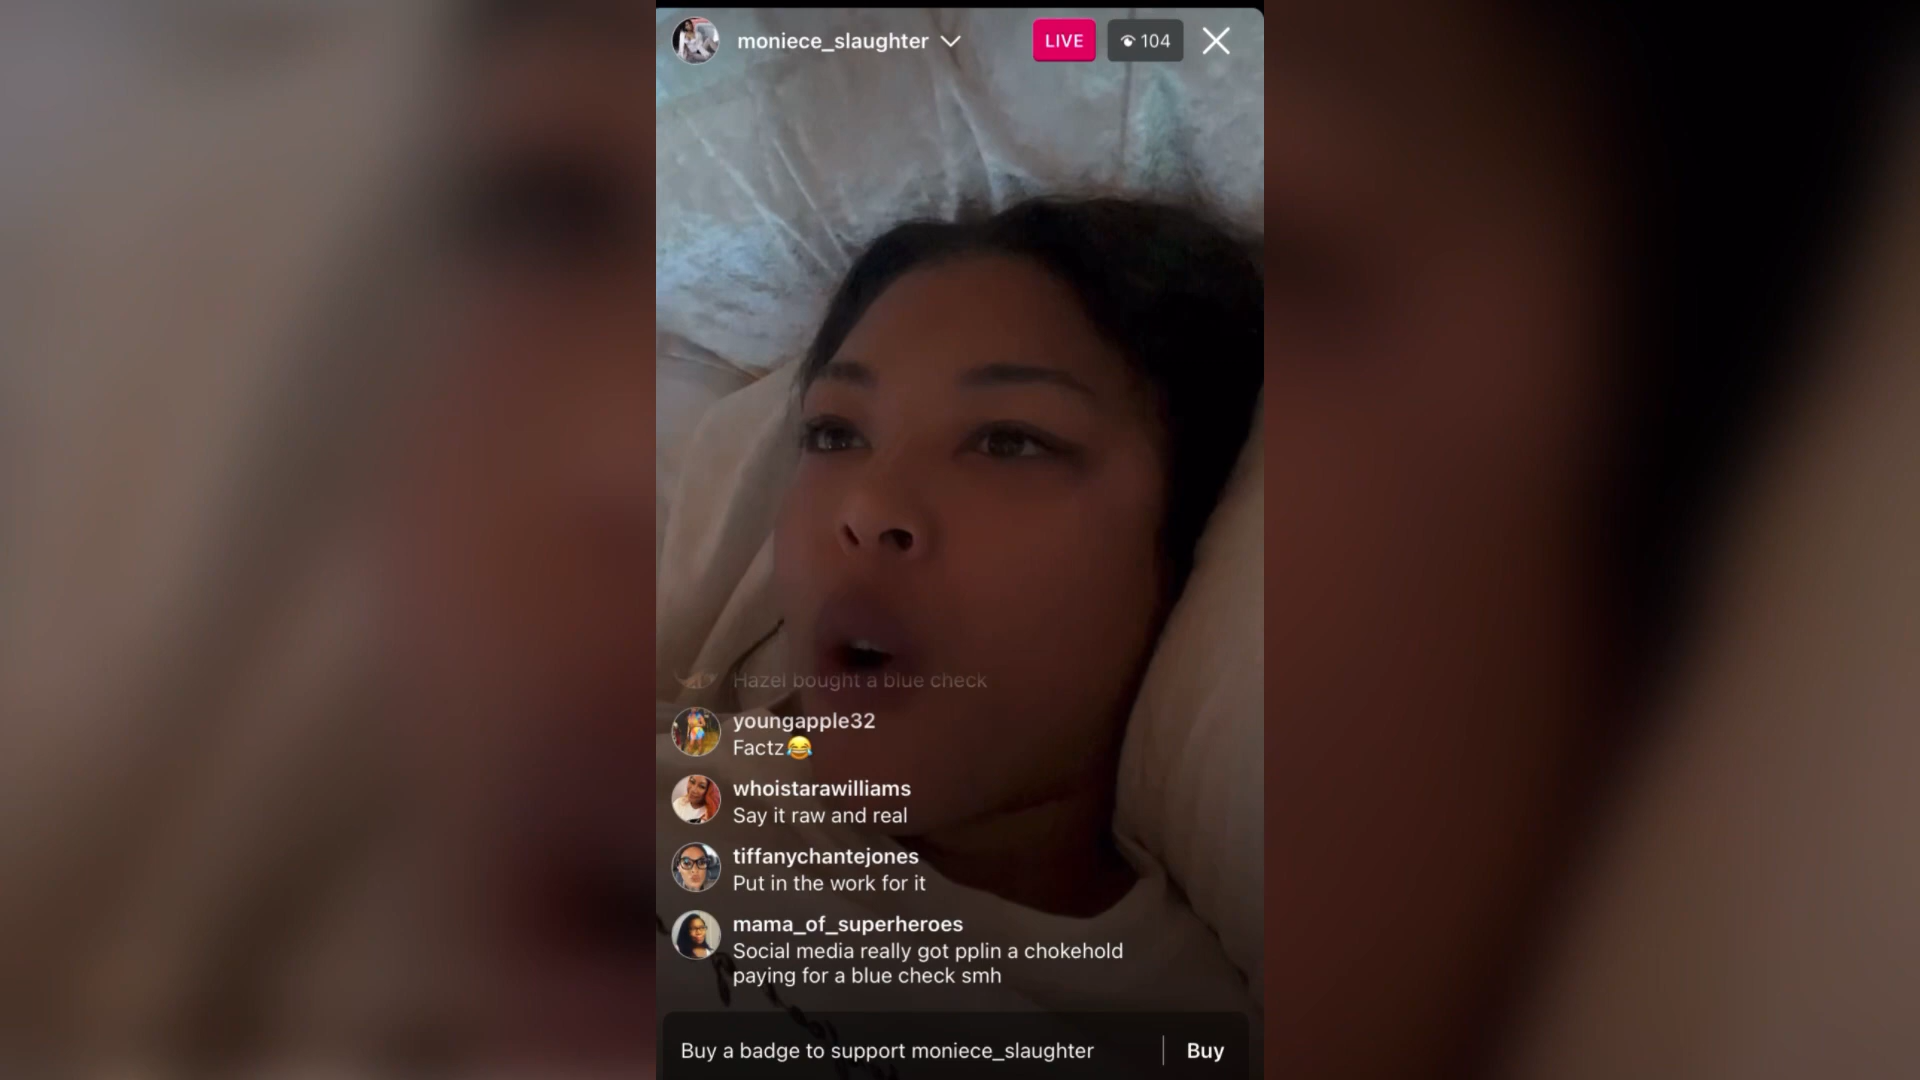 moniece_slaughter
LIVE
104
Hazel bought a blue check
youngapple32
Factz😂
whoistarawilliams
Say it raw and real
tiffanychantejones
Put in the work for it
mama_of_superheroes
Social media really got pplin a chokehold
paying for a blue check smh
Buy a badge to support moniece_slaughter
Buy